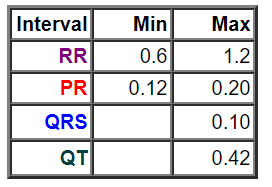 Interval Min Max
RR 0.6 1.2
PR 0.12 0.20
QRS 0.10
QT 0.42